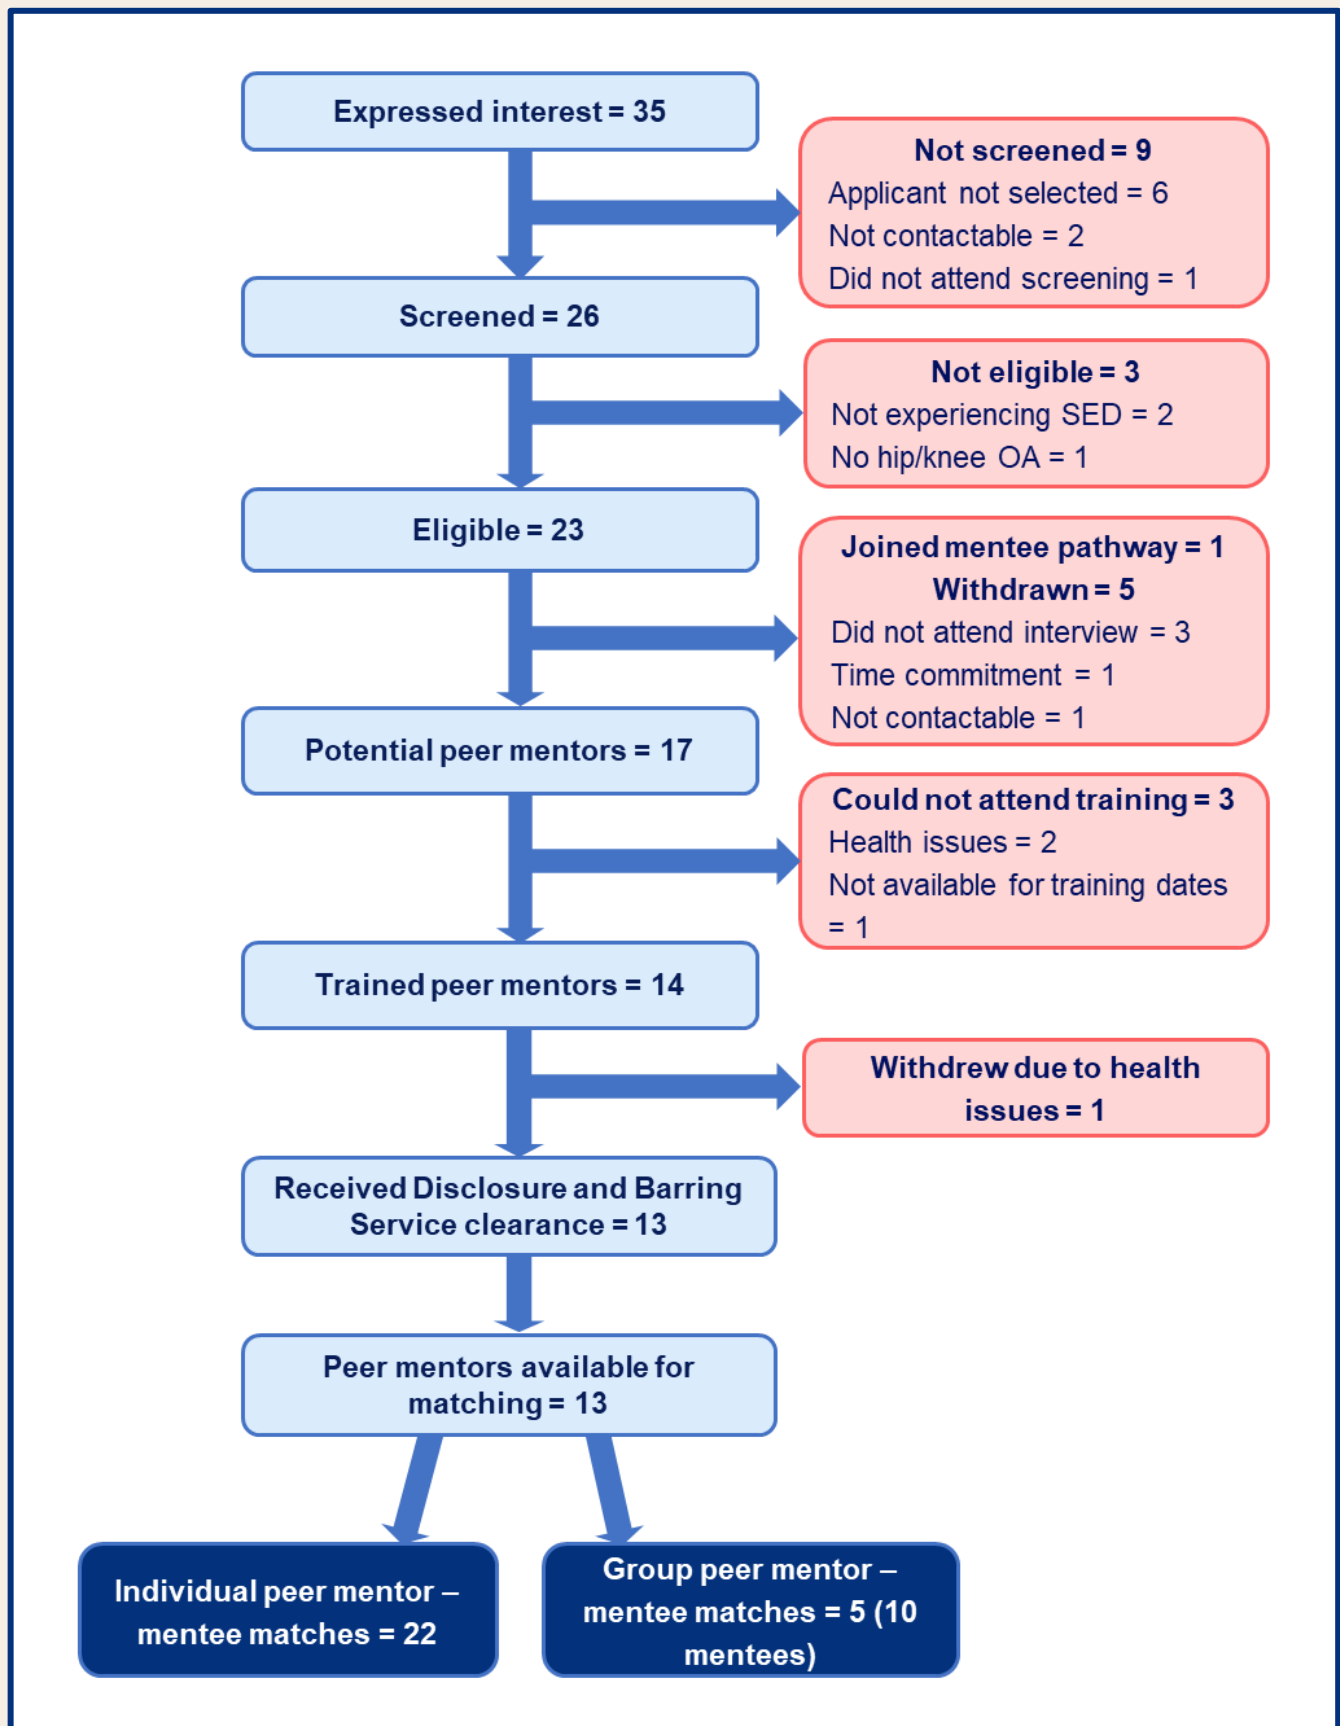 Expressed interest = 35
Not screened = 9
Applicant not selected = 6
Not contactable = 2
Did not attend screening = 1
Screened = 26
Not eligible = 3
Not experiencing SED = 2
No hip/knee OA = 1
Eligible = 23
Joined mentee pathway = 1
Withdrawn = 5
Did not attend interview = 3
Time commitment = 1
Not contactable = 1
Potential peer mentors = 17
Could not attend training = 3
Health issues = 2
Not available for training dates
= 1
Trained peer mentors = 14
Withdrew due to health
issues = 1
Received Disclosure and Barring
Service clearance = 13
Peer mentors available for
matching = 13
Individual peer mentor –
mentee matches = 22
Group peer mentor –
mentee matches = 5 (10
mentees)